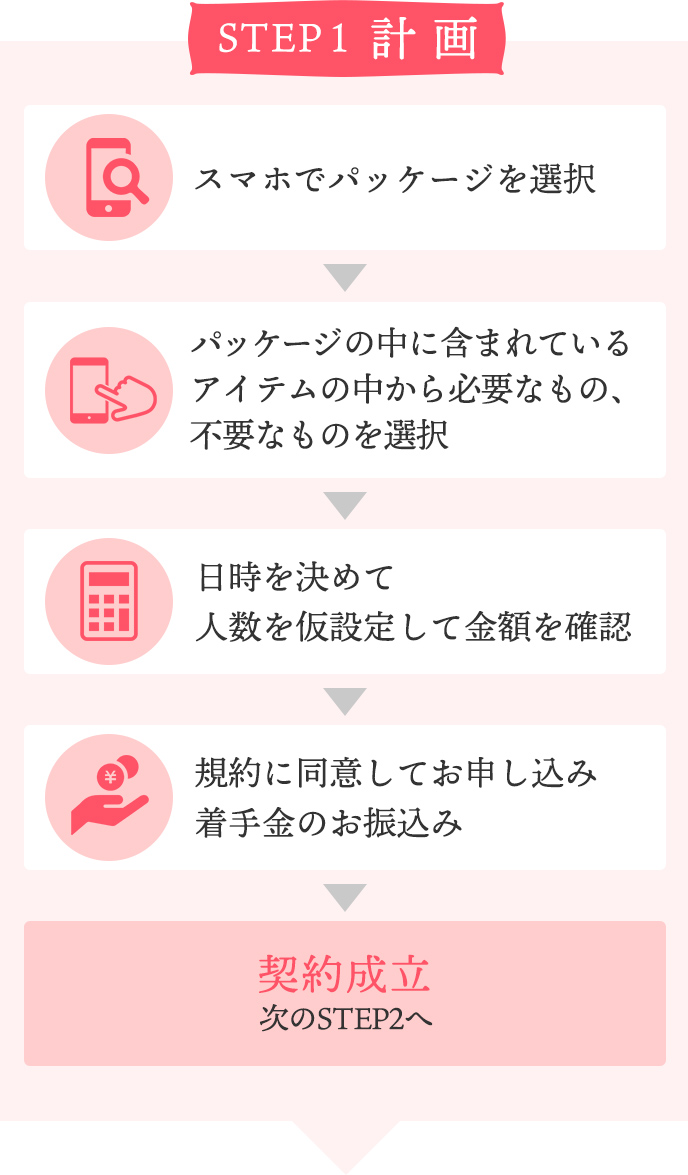 STEP1 計画
スマホでパッケージを選択
パッケージの中に含まれている
アイテムの中から必要なもの、
不要なものを選択
日時を決めて
人数を仮設定して金額を確認
¥
規約に同意してお申し込み
着手金のお振込み
契約成立
次のSTEP2へ